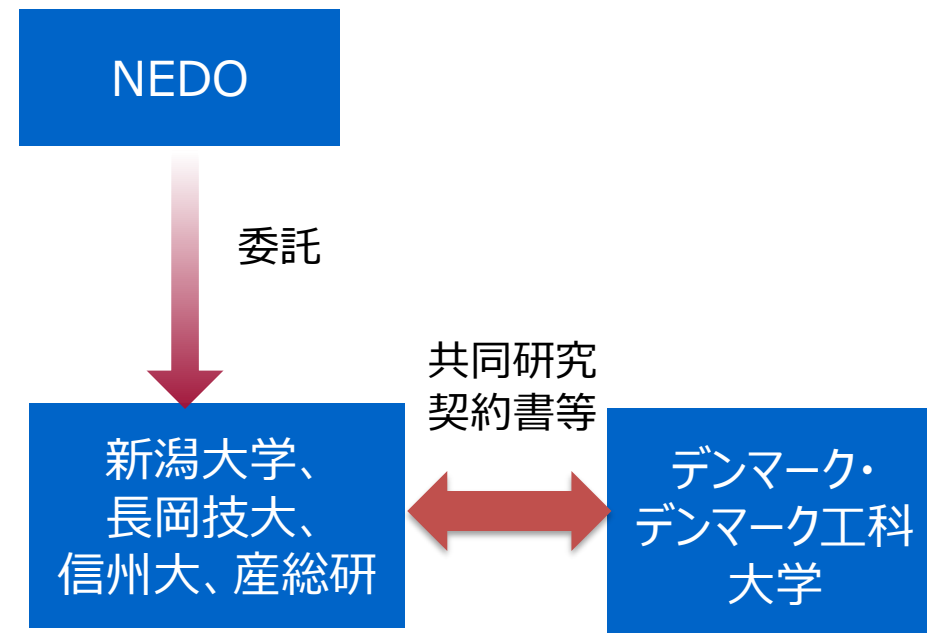 NEDO
委託
共同研究
契約書等
新潟大学、
長岡技大、
信州大、産総研
デンマーク・
デンマーク工科
大学